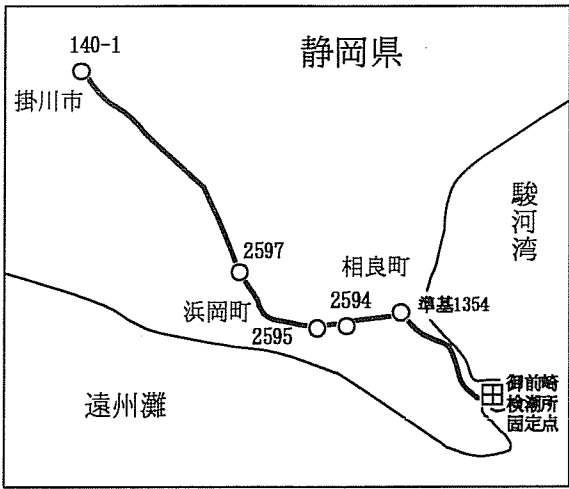 140-1
静岡県
掛川市
駿河湾
2597
相良町
浜岡町
2594
準基1354
2595
御前崎
検潮所
固定点
遠州灘